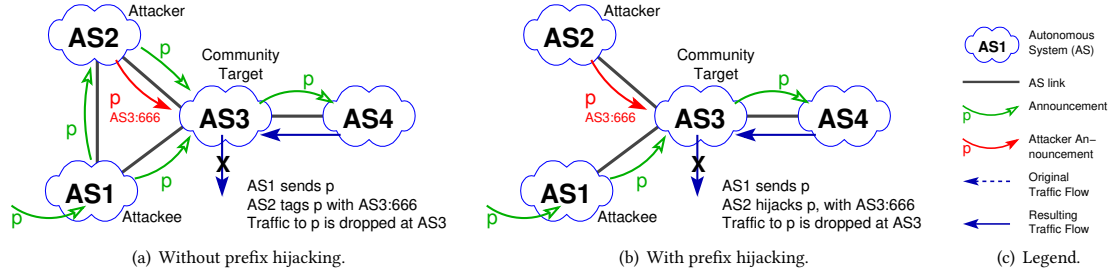 Attacker
AS2
p
Community
Target
p
AS3:666
p
AS3
p
AS4
X
p
AS1
p
Attackee
AS1 sends p
AS2 tags p with AS3:666
Traffic to p is dropped at AS3
(a) Without prefix hijacking.
Attacker
AS2
Community
Target
p
AS3:666
p
AS3
AS4
X
p
AS1
p
Attackee
AS1 sends p
AS2 hijacks p, with AS3:666
Traffic to p is dropped at AS3
(b) With prefix hijacking.
AS1
Autonomous
System (AS)
AS link
p
Announcement
p
Attacker An-
nouncement
Original
Traffic Flow
Resulting
Traffic Flow
(c) Legend.